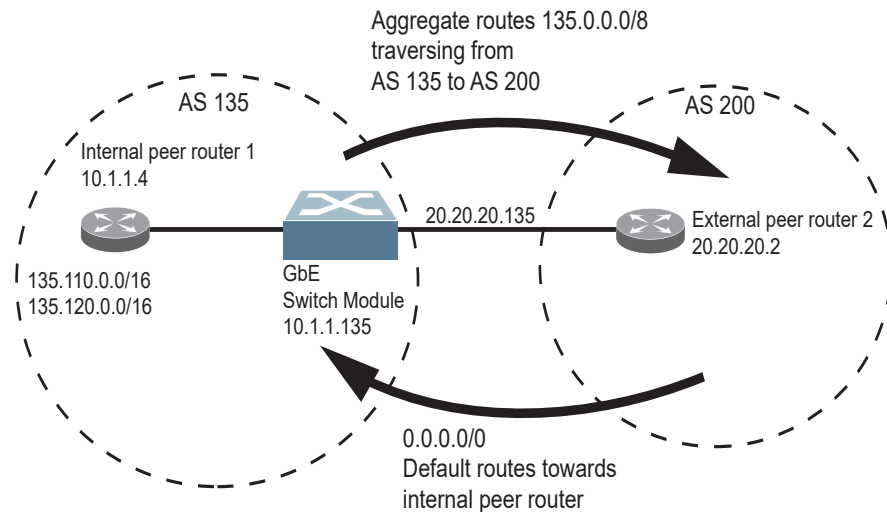 Aggregate routes 135.0.0.0/8
traversing from
AS 135 to AS 200
AS 135
AS 200
Internal peer router 1
10.1.1.4
20.20.20.135
External peer router 2
20.20.20.2
135.110.0.0/16
135.120.0.0/16
GbE
Switch Module
10.1.1.135
0.0.0.0/0
Default routes towards
internal peer router